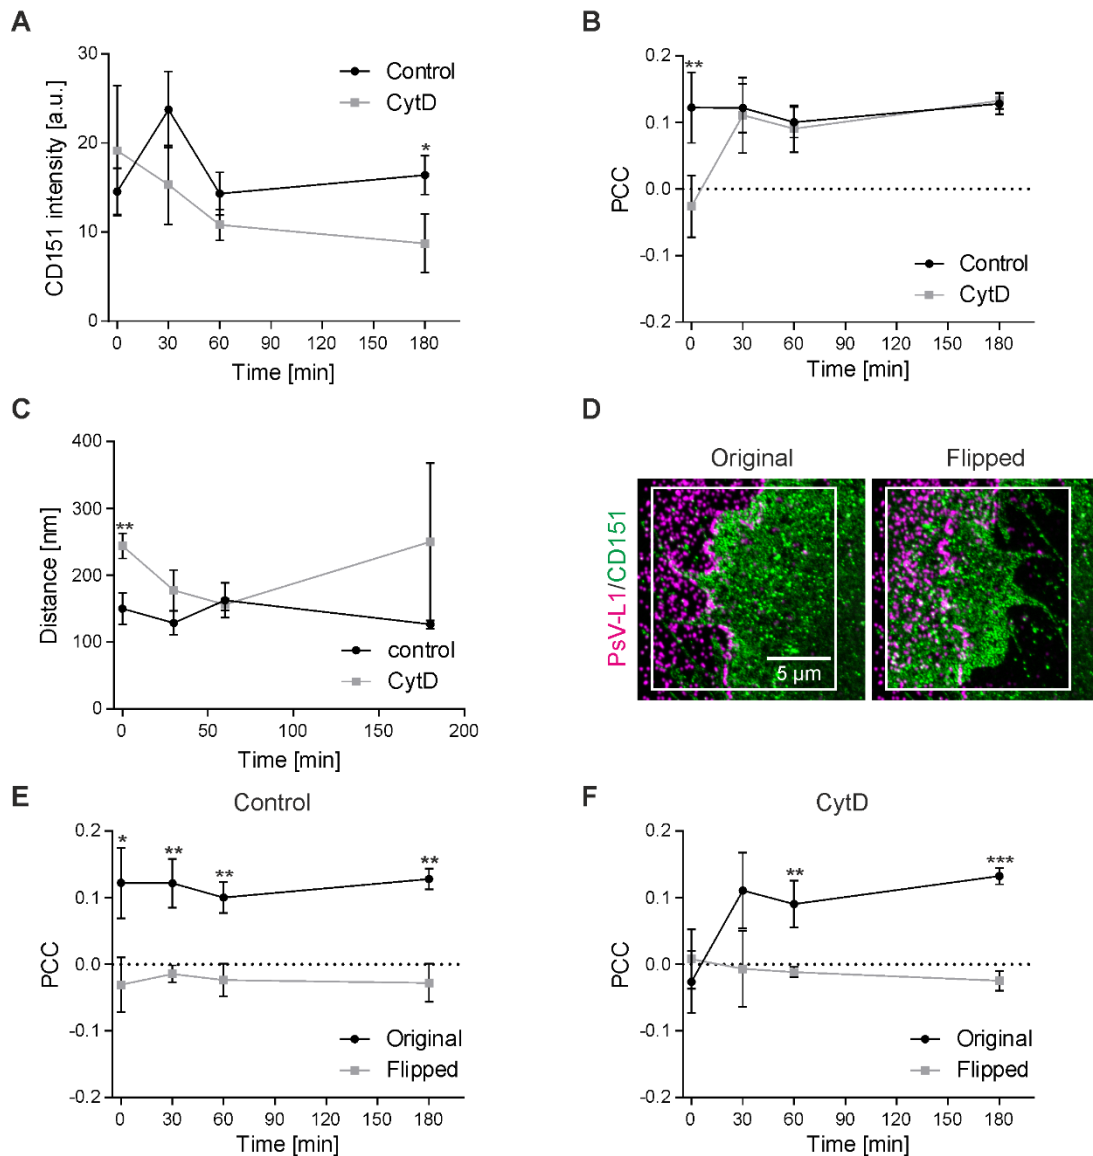 A
30
20
10
0
CD151 intensity [a.u.]
Control
CytD
*
0 30 60 90 120 150 180
Time [min]
B
0.2
0.1
0.0
-0.1
-0.2
PCC
**
Control
CytD
0 30 60 90 120 150 180
Time [min]
C
400
300
200
100
0
Distance [nm]
**
control
CytD
0 50 100 150 200
Time [min]
D
Original Flipped
PsV-L1/CD151
5 µm
E
Control
0.2
0.1
0.0
-0.1
-0.2
PCC
* ** ** **
Original
Flipped
0 30 60 90 120 150 180
Time [min]
F
CytD
0.2
0.1
0.0
-0.1
-0.2
PCC
** ***
Original
Flipped
0 30 60 90 120 150 180
Time [min]